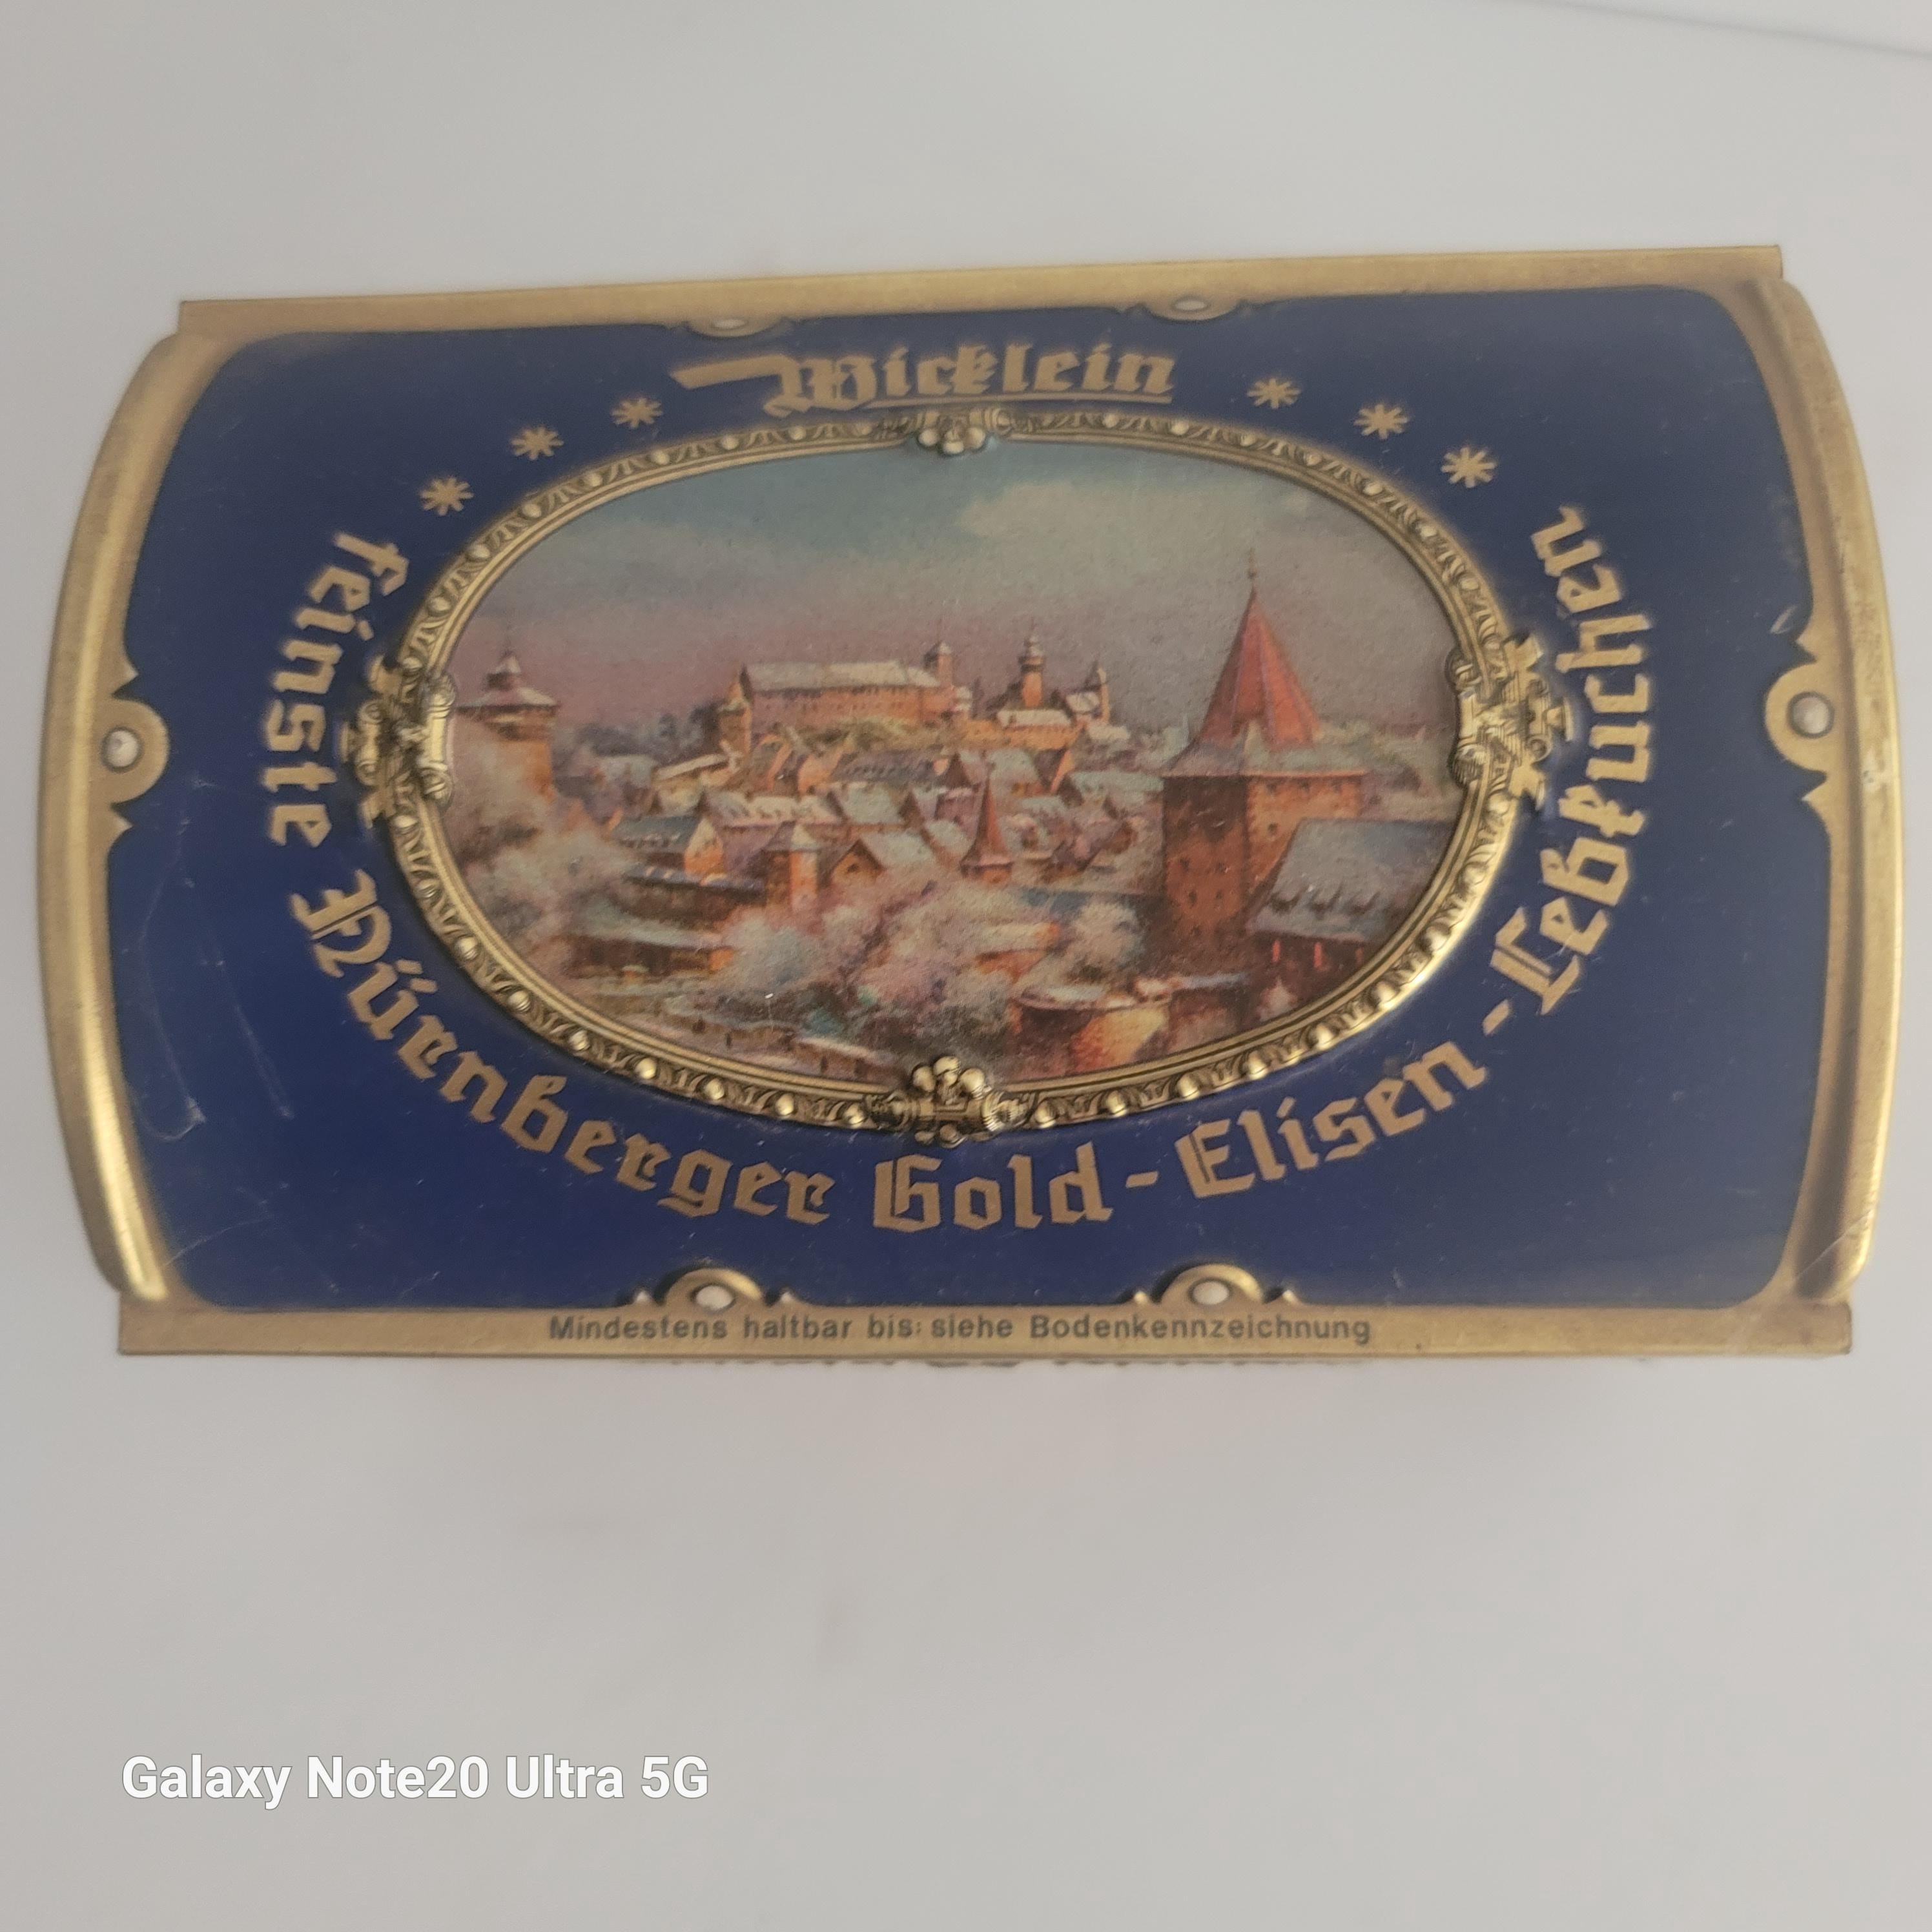 Wicklein
feinste Nürnberger Gold-Elisen-Lebkuchen
Mindestens haltbar bis: siehe Bodenkennzeichnung
Galaxy Note20 Ultra 5G